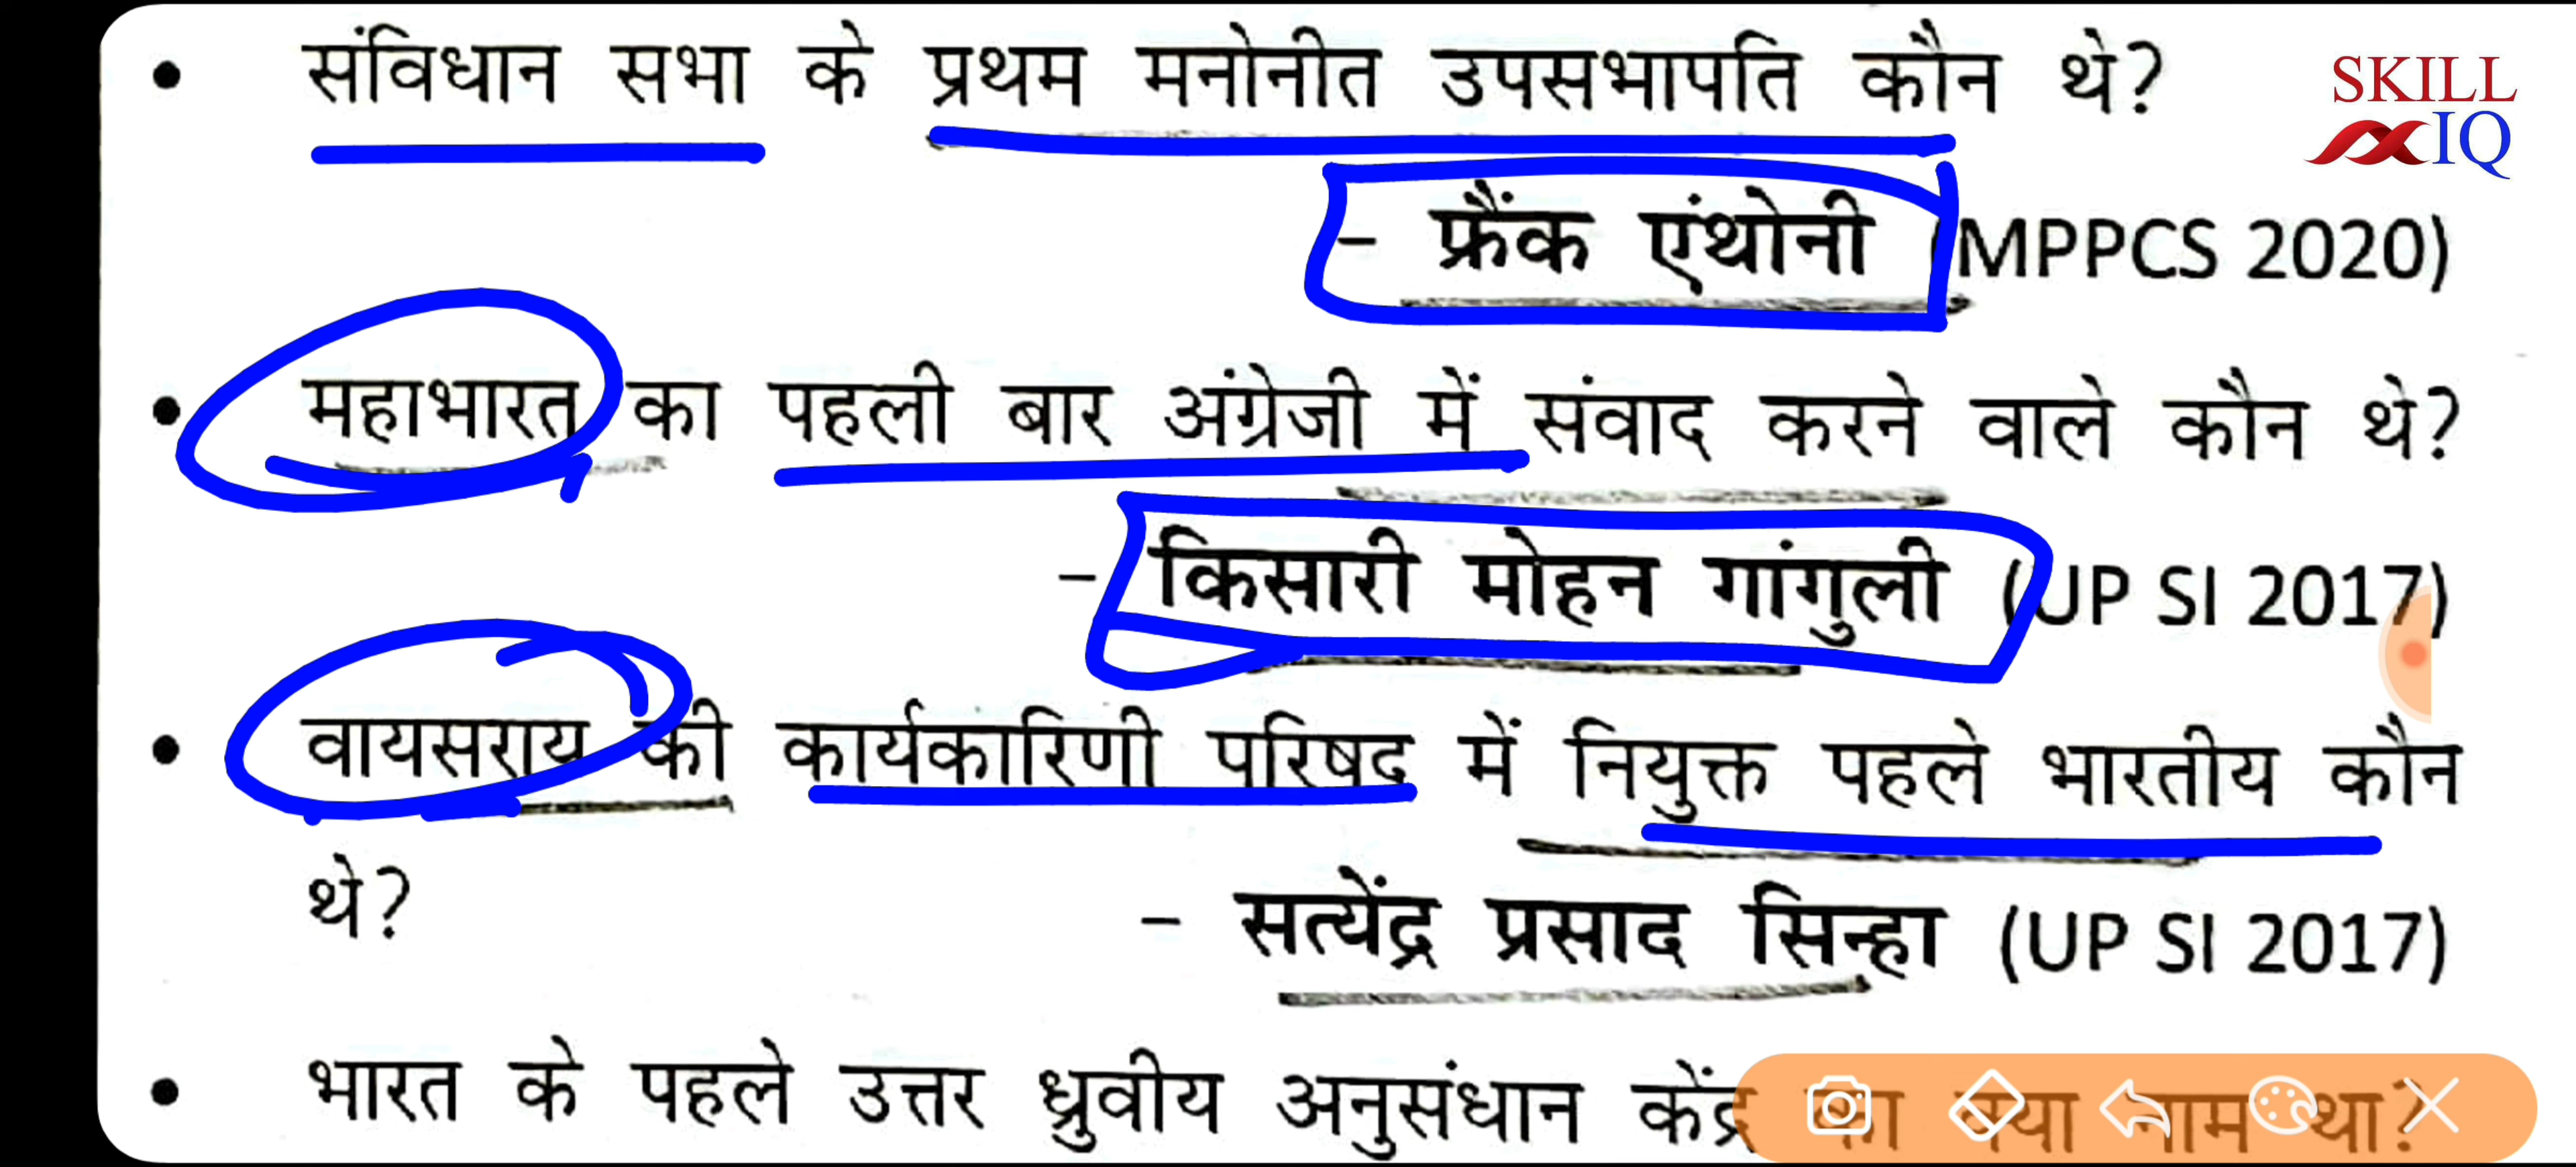 • संविधान सभा के प्रथम मनोनीत उपसभापति कौन थे?
SKILL
IQ
– फ्रैंक एंथोनी (MPPCS 2020)
• महाभारत का पहली बार अंग्रेजी में संवाद करने वाले कौन थे?
– किसारी मोहन गांगुली (UP SI 2017)
• वायसराय की कार्यकारिणी परिषद में नियुक्त पहले भारतीय कौन
थे? – सत्येंद्र प्रसाद सिन्हा (UP SI 2017)
• भारत के पहले उत्तर ध्रुवीय अनुसंधान केंद्र का क्या नाम था?